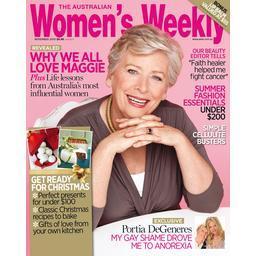 THE AUSTRALIAN
Women's Weekly
REVEALED
WHY WE ALL
LOVE MAGGIE
Plus Life lessons
from Australia's most
influential women
OUR BEAUTY
EDITOR TELLS
"Faith healer
helped me
fight cancer"
SUMMER
FASHION
ESSENTIALS
UNDER
$200
SIMPLE
CELLULITE
BUSTERS
GET READY
FOR CHRISTMAS
Perfect presents
for under $100
Classic Christmas
recipes to bake
Gifts of love from
your own kitchen
EXCLUSIVE
Portia DeGeneres
MY GAY SHAME DROVE
ME TO ANOREXIA